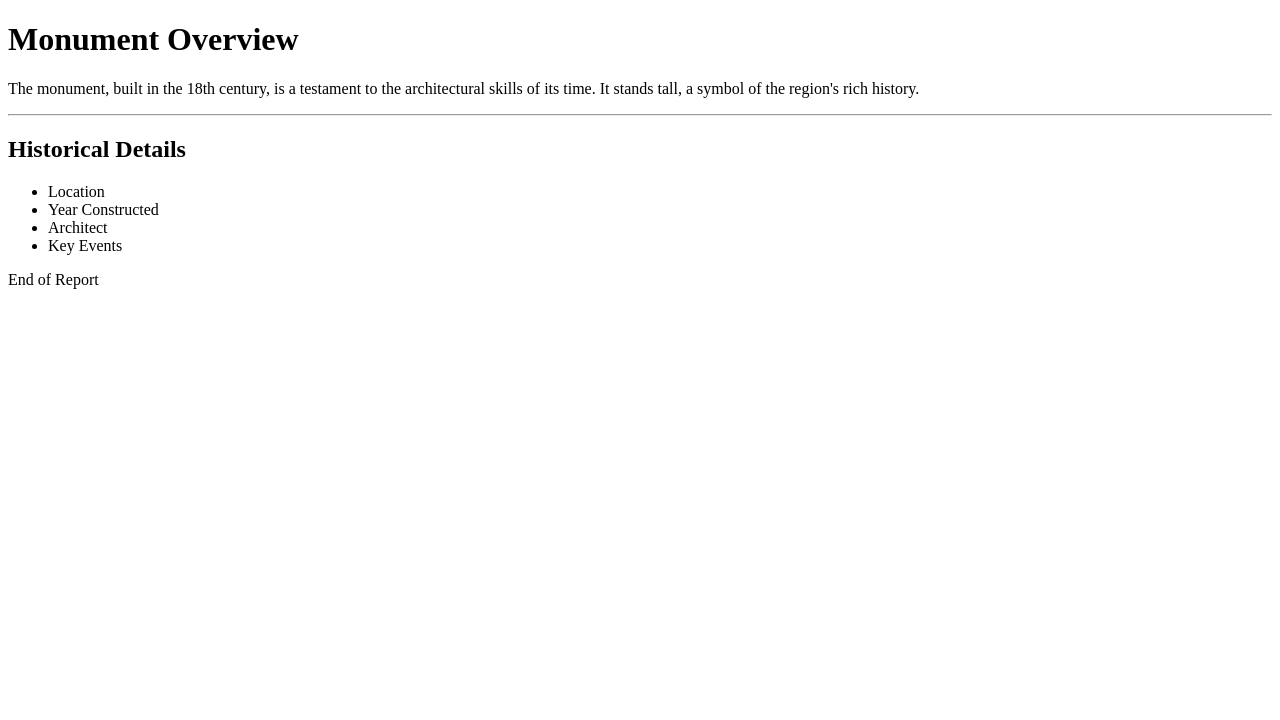 Monument Overview
The monument, built in the 18th century, is a testament to the architectural skills of its time. It stands tall, a symbol of the region's rich history.
Historical Details
Location
Year Constructed
Architect
Key Events
End of Report